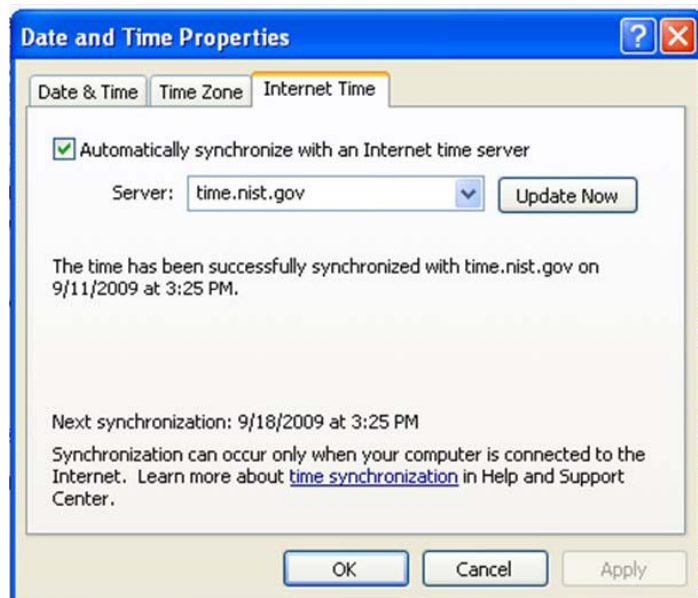 Date and Time Properties
Date & Time Time Zone Internet Time
Automatically synchronize with an Internet time server
Server: time.nist.gov Update Now
The time has been successfully synchronized with time.nist.gov on
9/11/2009 at 3:25 PM.
Next synchronization: 9/18/2009 at 3:25 PM
Synchronization can occur only when your computer is connected to the
Internet. Learn more about time synchronization in Help and Support
Center.
OK Cancel Apply